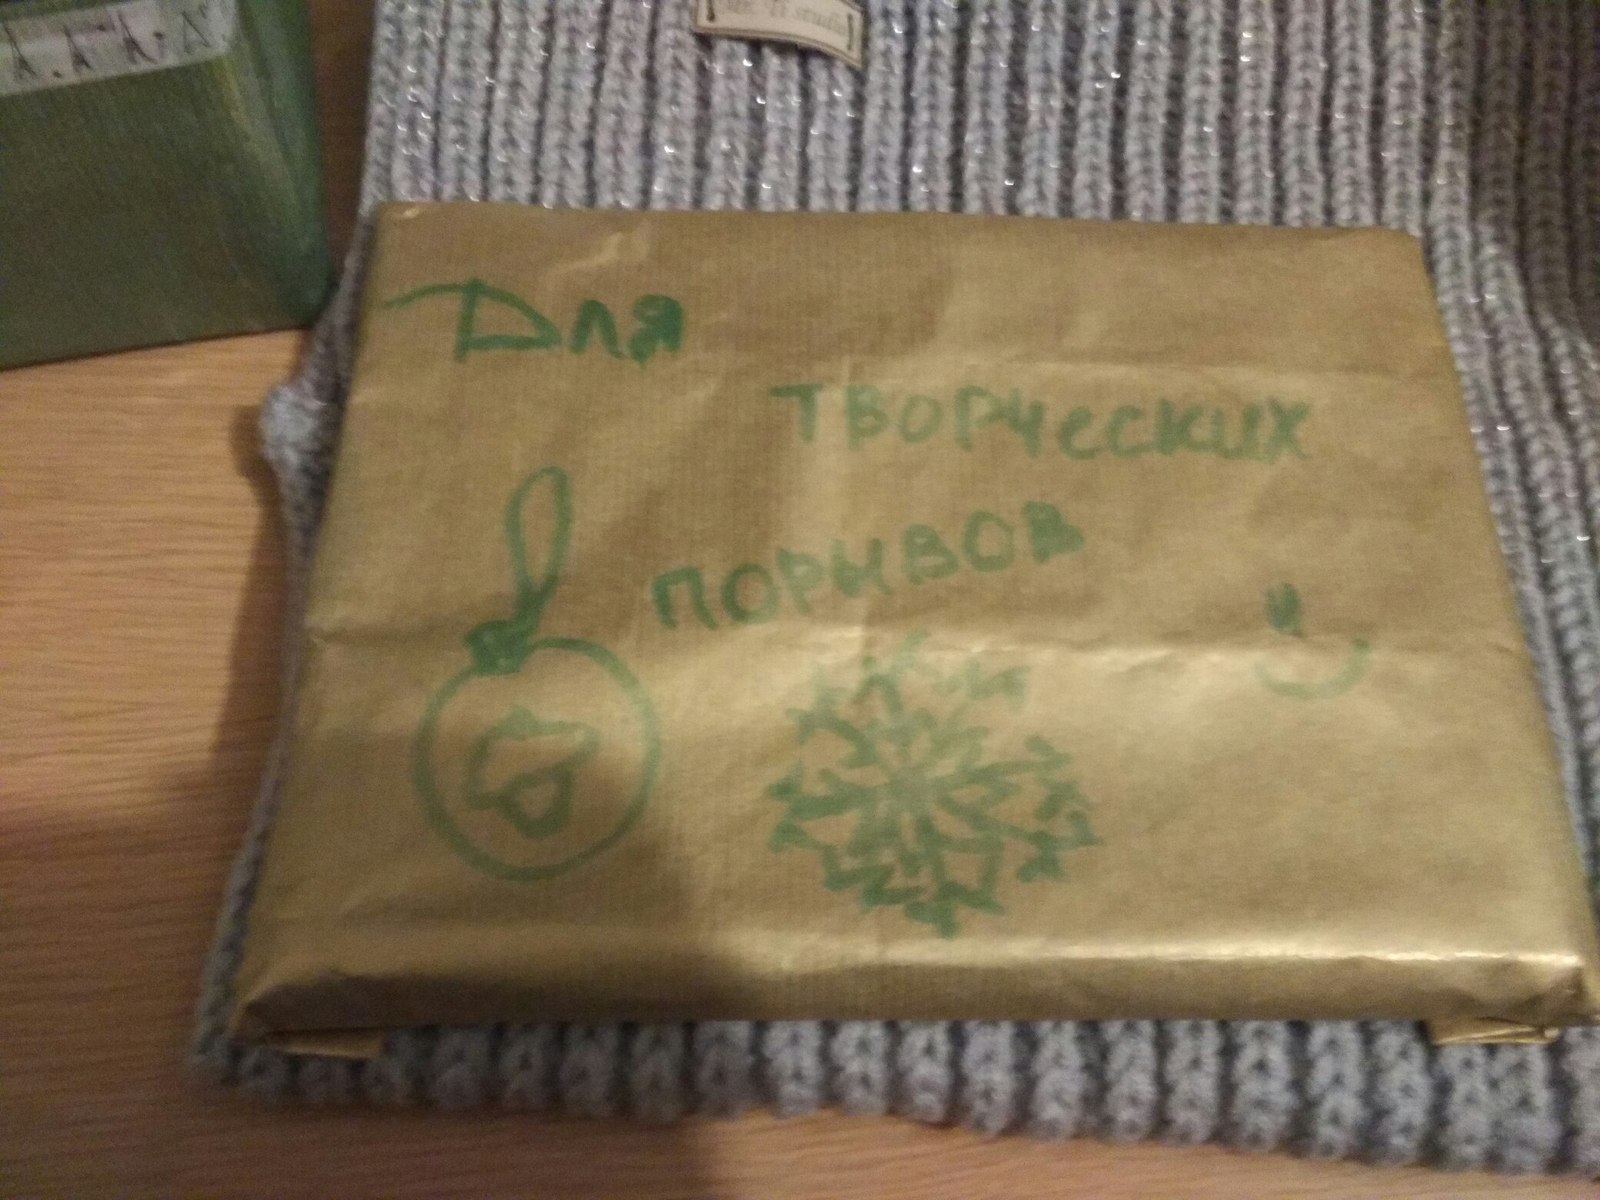 Для
творческих
порывов